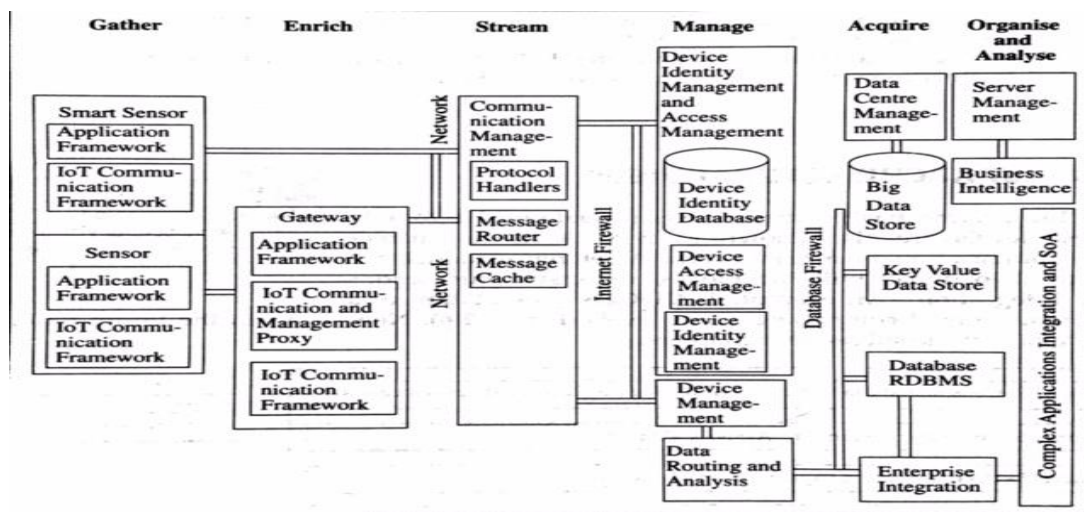 Gather
Enrich
Stream
Manage
Acquire
Organise
and
Analyse
Smart Sensor
Application
Framework
IoT Commu-
nication
Framework
Sensor
Application
Framework
IoT Commu-
nication
Framework
Gateway
Application
Framework
IoT Commu-
nication and
Management
Proxy
IoT Commu-
nication
Framework
Network
Network
Commu-
nication
Manage-
ment
Protocol
Handlers
Message
Router
Message
Cache
Internet Firewall
Device
Identity
Management
and
Access
Management
Device
Identity
Database
Device
Access
Manage-
ment
Device
Identity
Manage-
ment
Device
Manage-
ment
Data
Routing and
Analysis
Database Firewall
Data
Centre
Manage-
ment
Big
Data
Store
Key Value
Data Store
Database
RDBMS
Enterprise
Integration
Server
Manage-
ment
Business
Intelligence
Complex Applications Integration and SoA